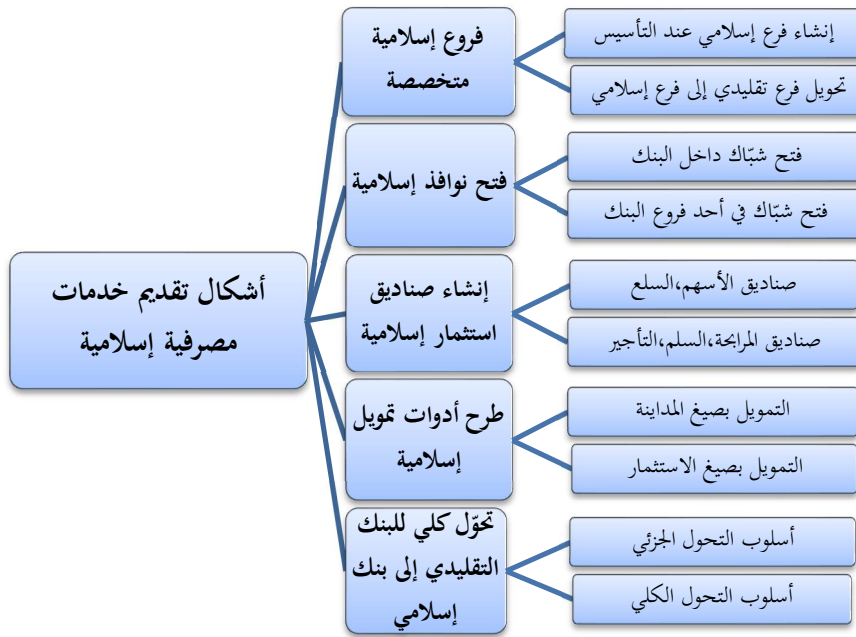 أشكال تقديم خدمات
مصرفية إسلامية
فروع إسلامية
متخصصة
إنشاء فرع إسلامي عند التأسيس
تحويل فرع تقليدي إلى فرع إسلامي
فتح نوافذ إسلامية
فتح شبّاك داخل البنك
فتح شبّاك في أحد فروع البنك
إنشاء صناديق
استثمار إسلامية
صناديق الأسهم،السلع
صناديق المرابحة،السلم،التأجير
طرح أدوات تمويل
إسلامية
التمويل بصيغ المداينة
التمويل بصيغ الاستثمار
تحوّل كلي للبنك
التقليدي إلى بنك
إسلامي
أسلوب التحول الجزئي
أسلوب التحول الكلي